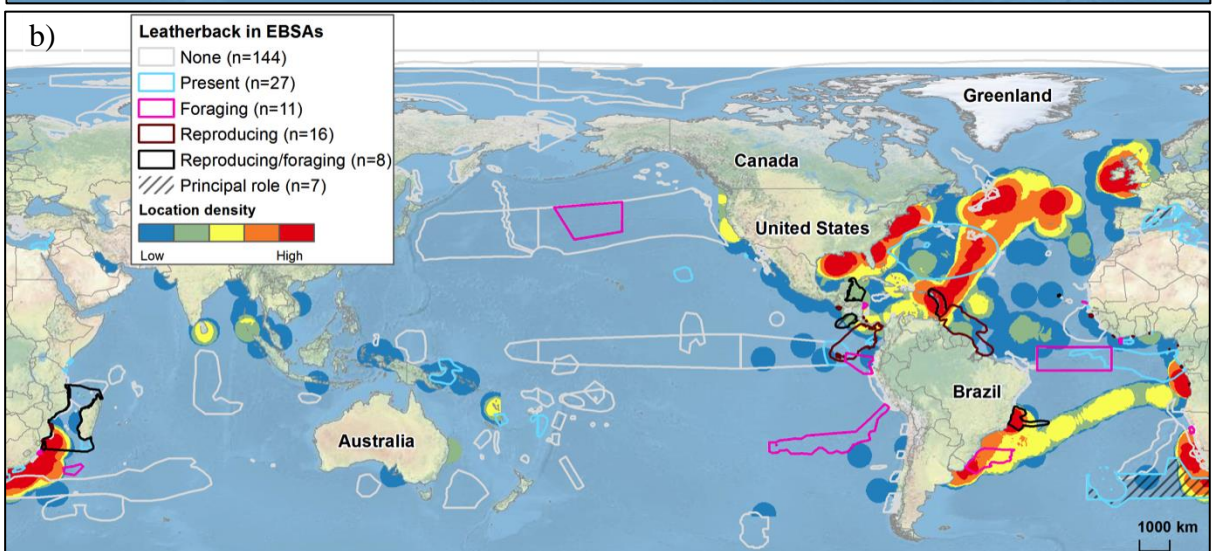 b)
Leatherback in EBSAs
None (n=144)
Present (n=27)
Foraging (n=11)
Reproducing (n=16)
Reproducing/foraging (n=8)
Principal role (n=7)
Location density
Low High
Greenland
Canada
United States
Brazil
Australia
1000 km